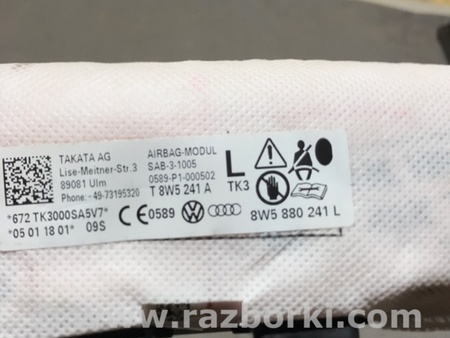 TAKATA AG
Lise-Meitner-Str.3
89081 Ulm
Phone: +49-73195320
AIRBAG-MODUL
SAB-3-1005
0589-P1-000502
T 8W5 241 A
L
TK3
*672 TK3000SA5V7*
*05 01 18 01* 09S
CE 0589
8W5 880 241 L
www.razborki.com